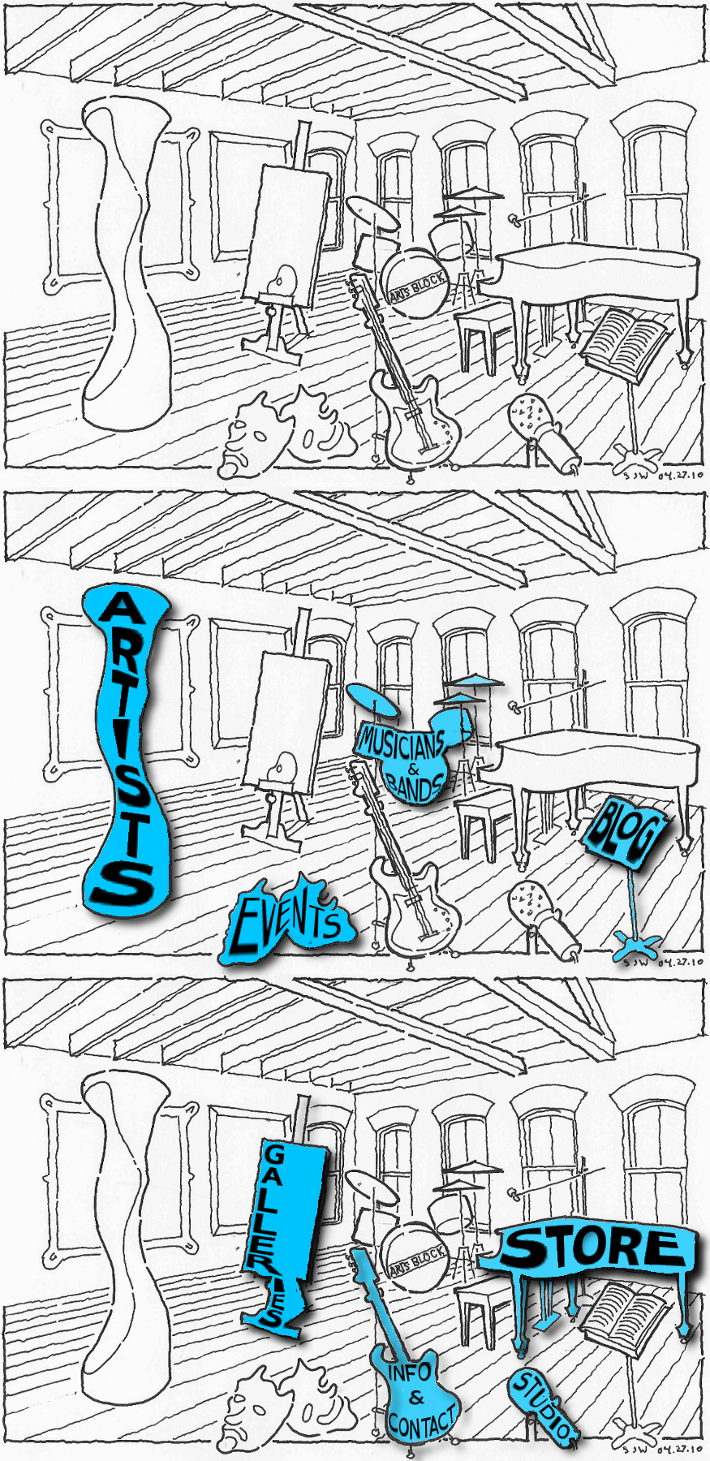 ARTS BLOCK
SJW 04.27.10
ARTISTS
MUSICIANS
&
BANDS
BLOG
EVENTS
SJW 04.27.10
GALLERIES
ARTS BLOCK
STORE
INFO
&
CONTACT
STUDIOS
SJW 04.27.10